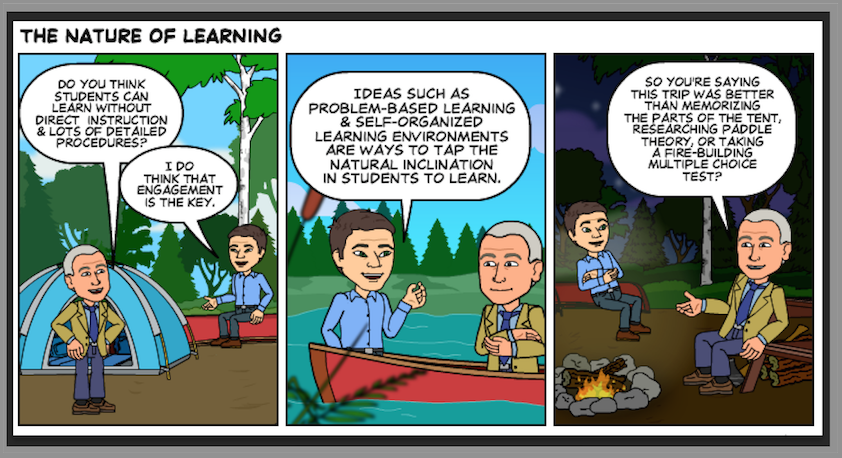 THE NATURE OF LEARNING
DO YOU THINK
STUDENTS CAN
LEARN WITHOUT
DIRECT INSTRUCTION
& LOTS OF DETAILED
PROCEDURES?
I DO
THINK THAT
ENGAGEMENT
IS THE KEY.
IDEAS SUCH AS
PROBLEM-BASED LEARNING
& SELF-ORGANIZED
LEARNING ENVIRONMENTS
ARE WAYS TO TAP THE
NATURAL INCLINATION
IN STUDENTS TO LEARN.
SO YOU'RE SAYING
THIS TRIP WAS BETTER
THAN MEMORIZING
THE PARTS OF THE TENT,
RESEARCHING PADDLE
THEORY, OR TAKING
A FIRE-BUILDING
MULTIPLE CHOICE
TEST?